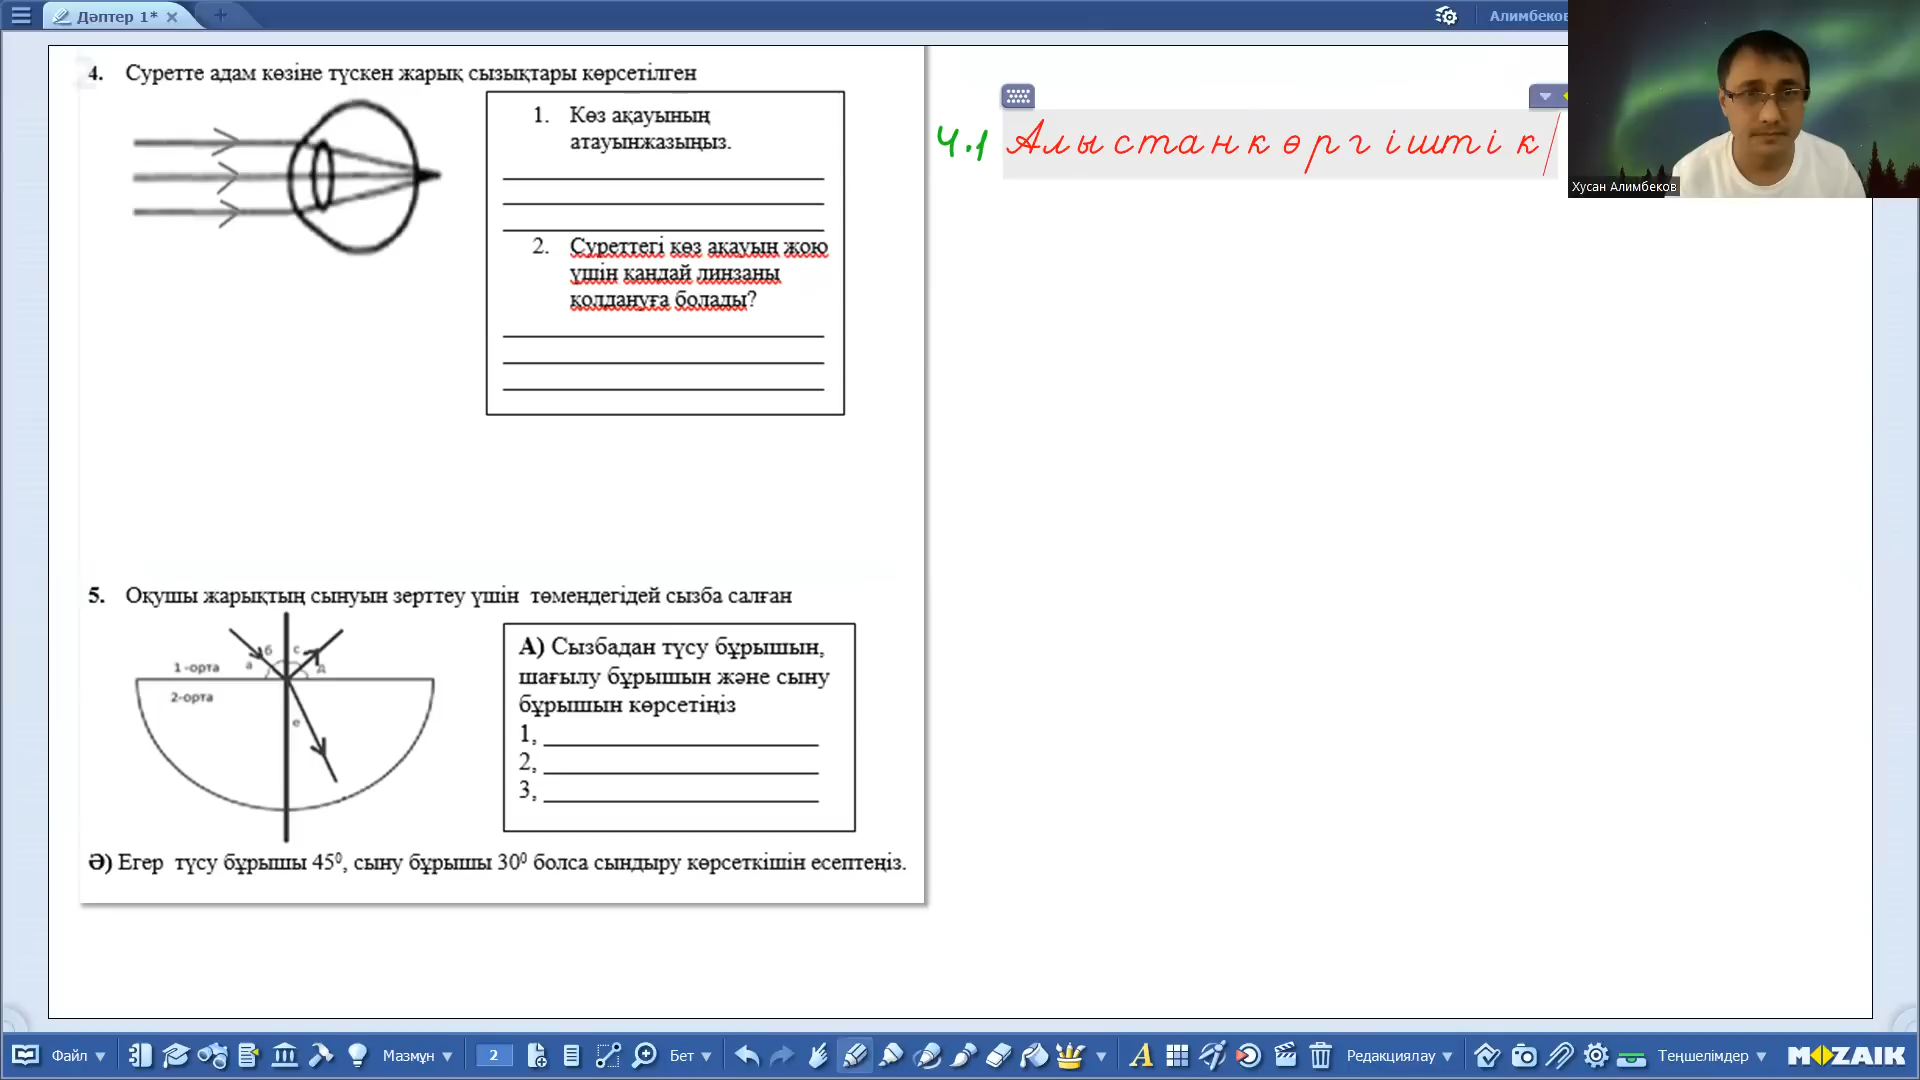 Дәптер 1*
Алимбеков
4. Суретте адам көзіне түскен жарық сызықтары көрсетілген
1. Көз ақауының
атауынжазыңыз.
2. Суреттегі көз ақауын жою
үшін қандай линзаны
қолдануға болады?
4.1 Алыстанкөргіштік
Хусан Алимбеков
5. Оқушы жарықтың сынуын зерттеу үшін төмендегідей сызба салған
б с
1-орта а д
2-орта
е
А) Сызбадан түсу бұрышын,
шағылу бұрышын және сыну
бұрышын көрсетіңіз
1,
2,
3,
Ә) Егер түсу бұрышы 45⁰, сыну бұрышы 30⁰ болса сындыру көрсеткішін есептеңіз.
Файл Мазмұн 2 Бет Редакциялау Теңшелімдер MOZAIK